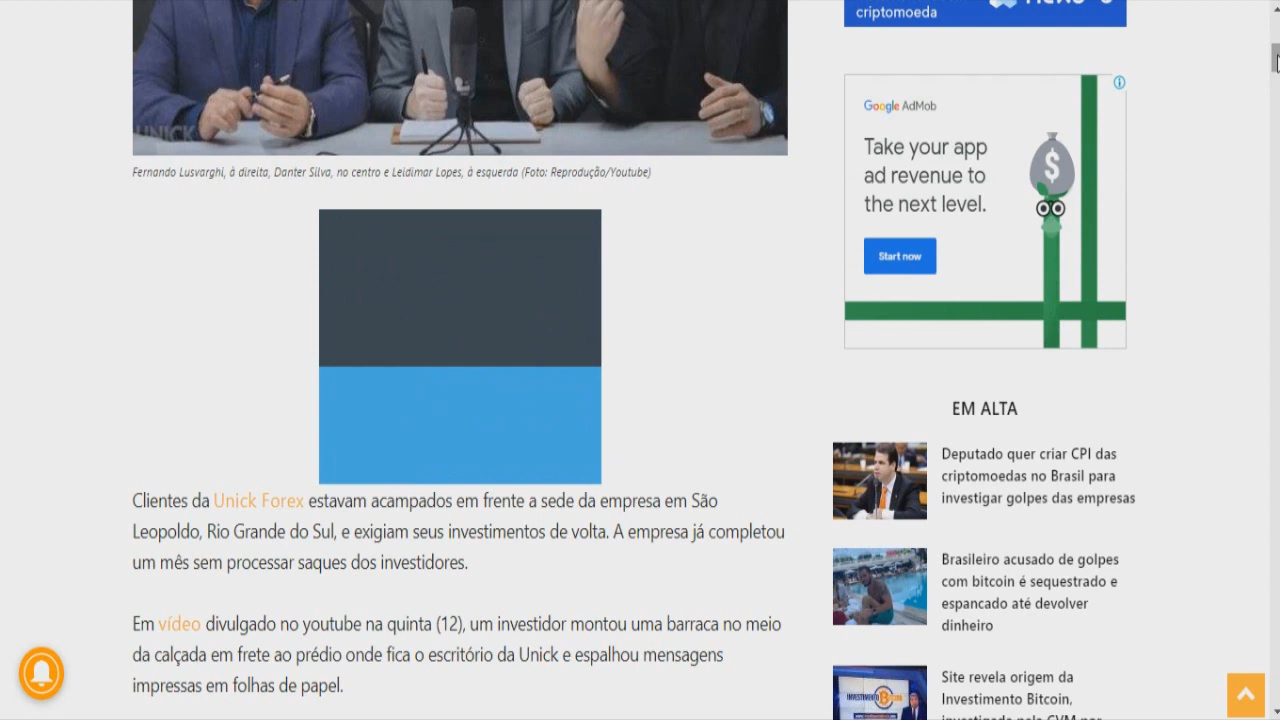 criptomoeda
UNICK
Fernando Lusvarghi, à direita, Danter Silva, no centro e Leidimar Lopes, à esquerda (Foto: Reprodução/Youtube)
Google AdMob
Take your app
ad revenue to
the next level.
Start now
Clientes da Unick Forex estavam acampados em frente a sede da empresa em São
Leopoldo, Rio Grande do Sul, e exigiam seus investimentos de volta. A empresa já completou
um mês sem processar saques dos investidores.
Em vídeo divulgado no youtube na quinta (12), um investidor montou uma barraca no meio
da calçada em frete ao prédio onde fica o escritório da Unick e espalhou mensagens
impressas em folhas de papel.
EM ALTA
Deputado quer criar CPI das
criptomoedas no Brasil para
investigar golpes das empresas
Brasileiro acusado de golpes
com bitcoin é sequestrado e
espancado até devolver
dinheiro
Site revela origem da
Investimento Bitcoin,
investigada pela CVM por